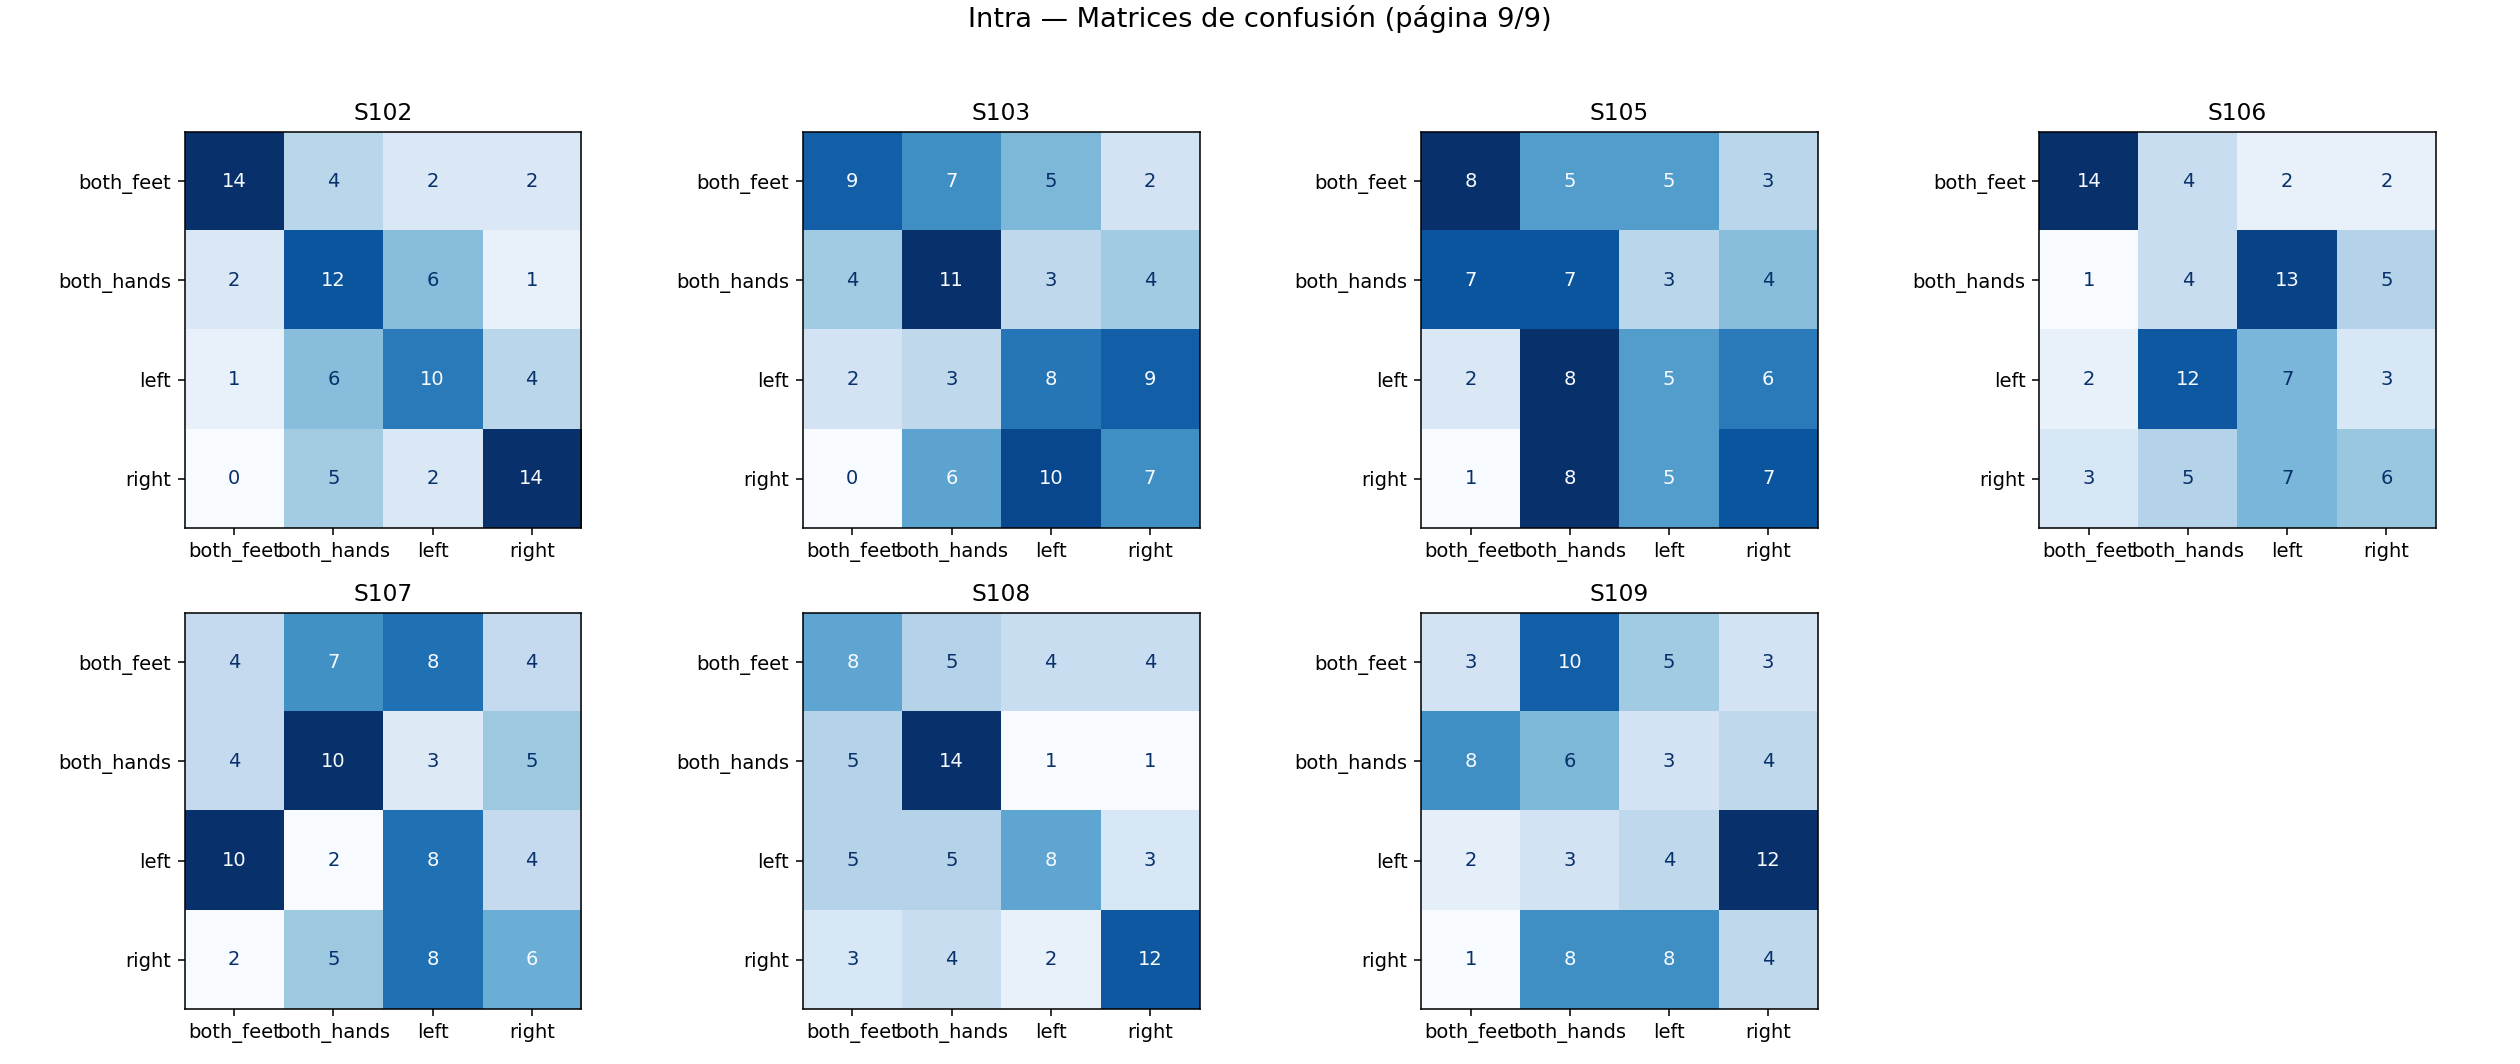 Intra — Matrices de confusión (página 9/9)
S102
both_feet 14 4 2 2
both_hands 2 12 6 1
left 1 6 10 4
right 0 5 2 14
both_feet both_hands left right
S103
both_feet 9 7 5 2
both_hands 4 11 3 4
left 2 3 8 9
right 0 6 10 7
both_feet both_hands left right
S105
both_feet 8 5 5 3
both_hands 7 7 3 4
left 2 8 5 6
right 1 8 5 7
both_feet both_hands left right
S106
both_feet 14 4 2 2
both_hands 1 4 13 5
left 2 12 7 3
right 3 5 7 6
both_feet both_hands left right
S107
both_feet 4 7 8 4
both_hands 4 10 3 5
left 10 2 8 4
right 2 5 8 6
both_feet both_hands left right
S108
both_feet 8 5 4 4
both_hands 5 14 1 1
left 5 5 8 3
right 3 4 2 12
both_feet both_hands left right
S109
both_feet 3 10 5 3
both_hands 8 6 3 4
left 2 3 4 12
right 1 8 8 4
both_feet both_hands left right